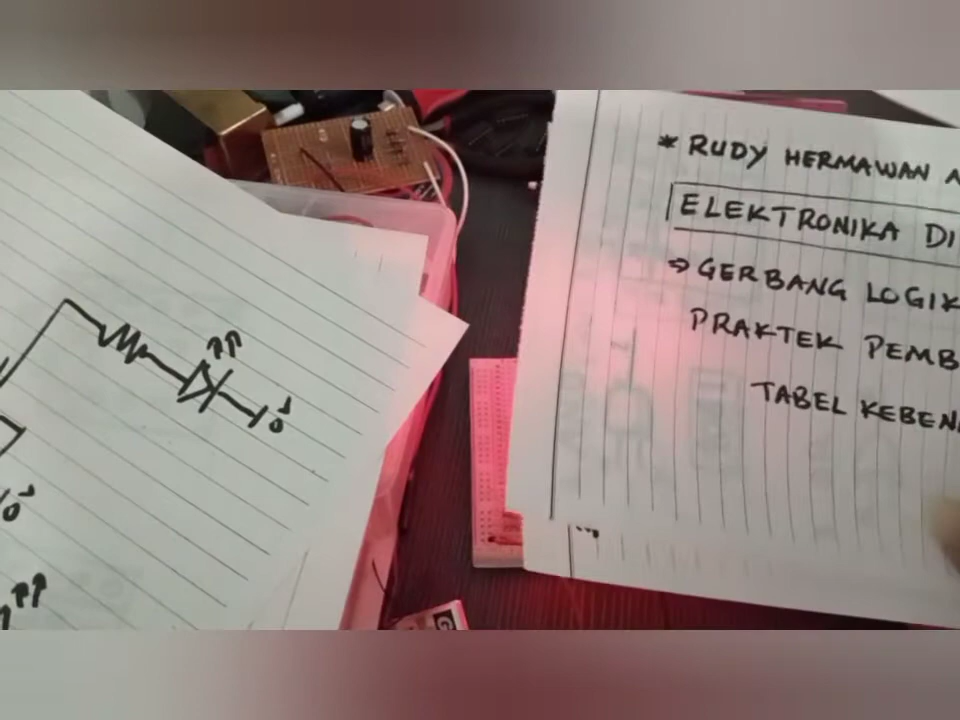 * RUDY HERMAWAN
ELEKTRONIKA DI
⇒ GERBANG LOGIK
PRAKTEK PEMB
TABEL KEBEN